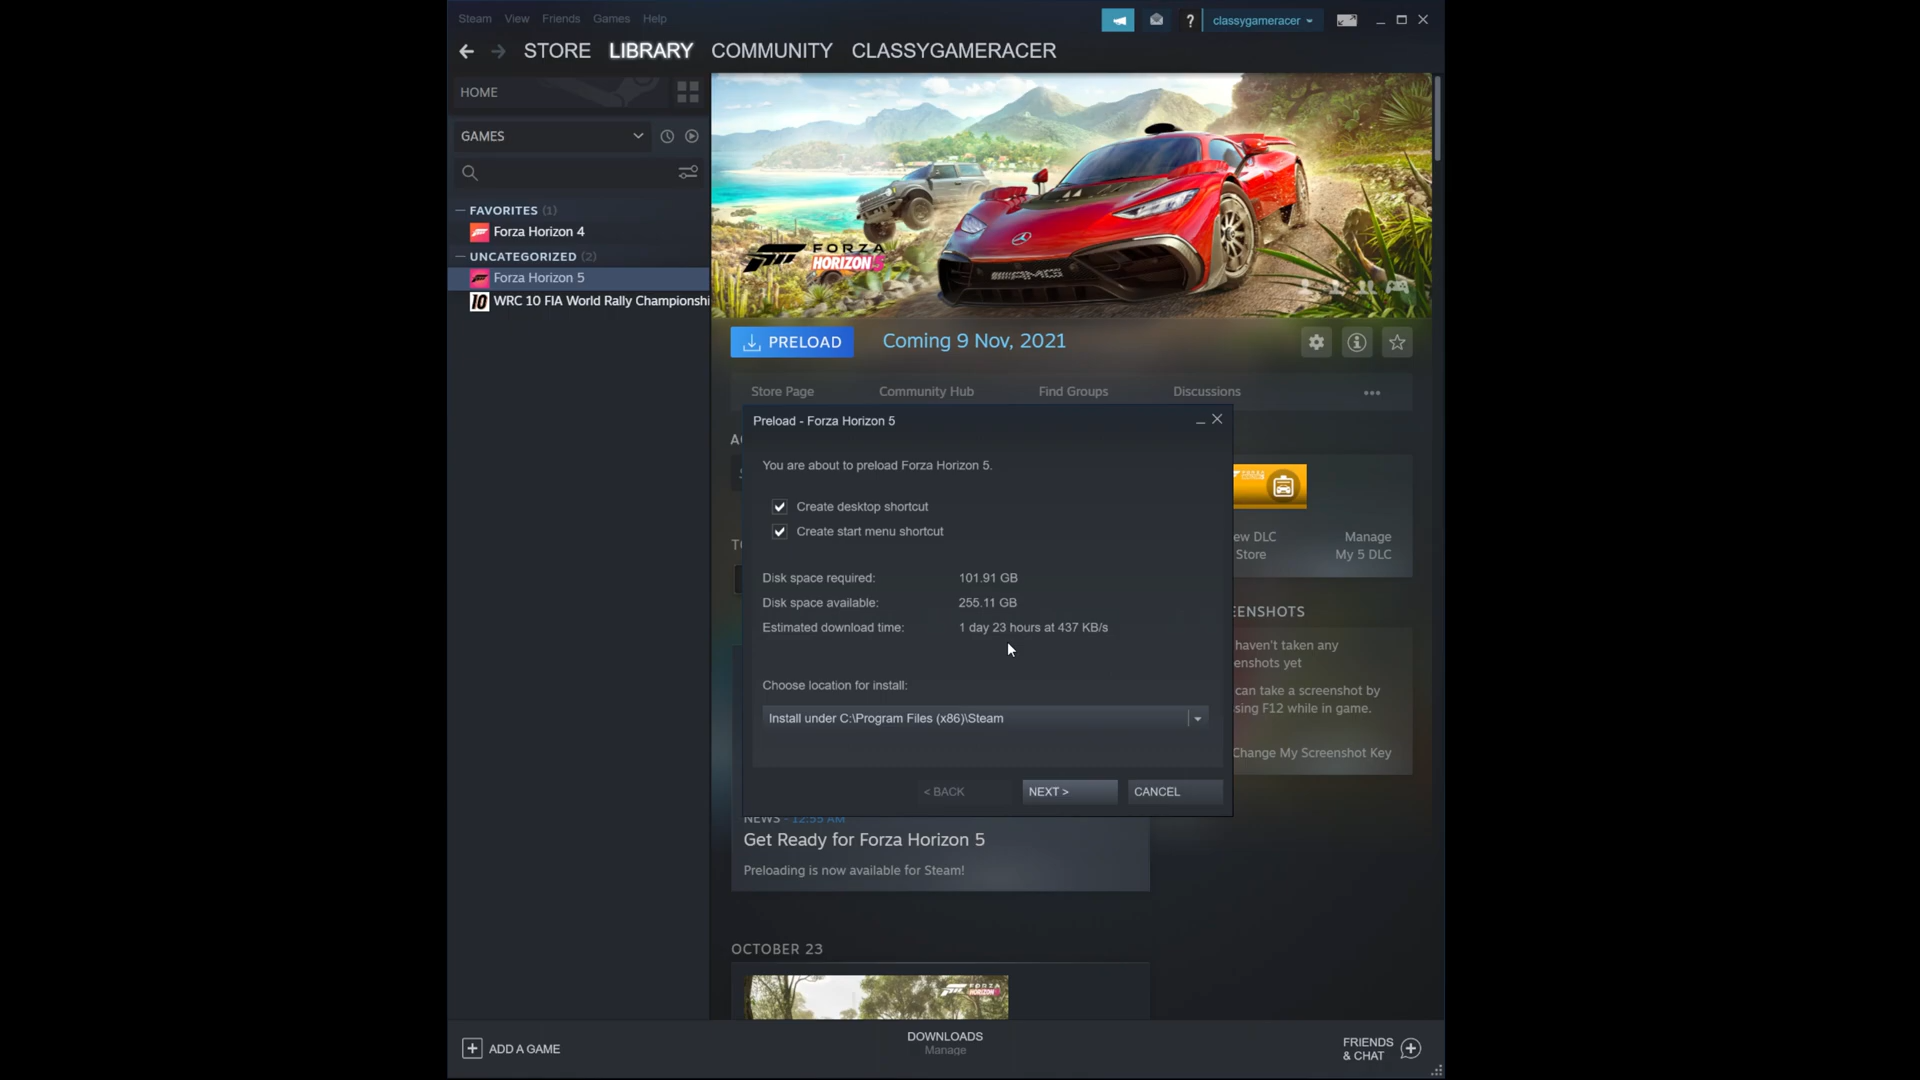 Steam View Friends Games Help
? classygameracer
STORE LIBRARY COMMUNITY CLASSYGAMERACER
HOME
GAMES
FAVORITES (1)
Forza Horizon 4
UNCATEGORIZED (2)
Forza Horizon 5
10 WRC 10 FIA World Rally Championshi
FORZA
HORIZON 5
AMG
PRELOAD Coming 9 Nov, 2021
Store Page Community Hub Find Groups Discussions
Preload - Forza Horizon 5
You are about to preload Forza Horizon 5.
Create desktop shortcut
Create start menu shortcut
Disk space required: 101.91 GB
Disk space available: 255.11 GB
Estimated download time: 1 day 23 hours at 437 KB/s
Choose location for install:
Install under C:\Program Files (x86)\Steam
< BACK NEXT > CANCEL
ew DLC Manage
Store My 5 DLC
EENSHOTS
haven't taken any
enshots yet
can take a screenshot by
sing F12 while in game.
Change My Screenshot Key
NEWS - 12:55 AM
Get Ready for Forza Horizon 5
Preloading is now available for Steam!
OCTOBER 23
FORZA
HORIZON 5
ADD A GAME
DOWNLOADS
Manage
FRIENDS
& CHAT